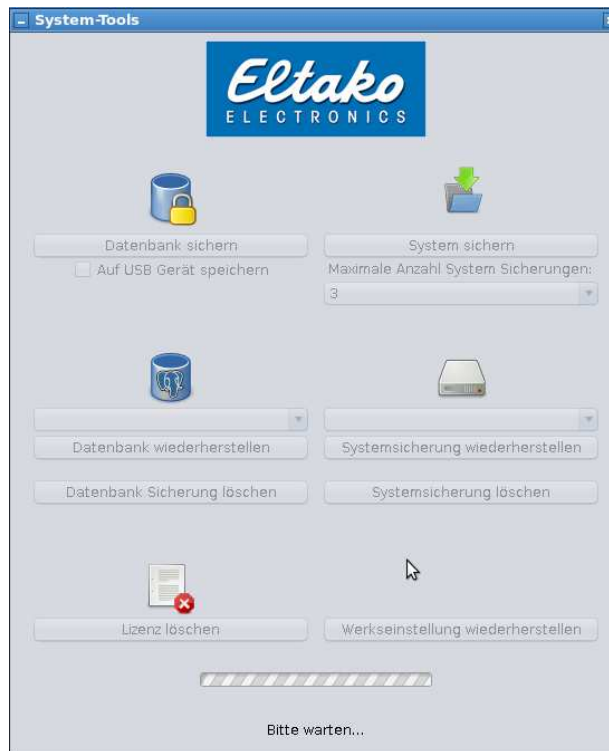 System-Tools
Eltako
ELECTRONICS
Datenbank sichern
System sichern
Auf USB Gerät speichern
Maximale Anzahl System Sicherungen:
3
Datenbank wiederherstellen
Systemsicherung wiederherstellen
Datenbank Sicherung löschen
Systemsicherung löschen
Lizenz löschen
Werkseinstellung wiederherstellen
Bitte warten...